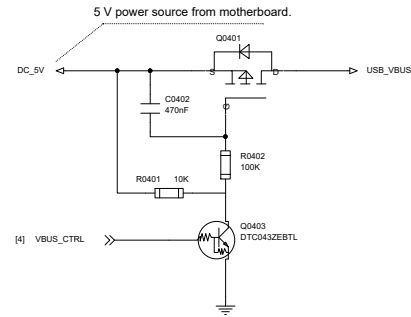 5 V power source from motherboard.
Q0401
DC_5V
S
D
USB_VBUS
C0402
470nF
G
R0402
100K
R0401 10K
Q0403
DTC043ZEBTL
[4] VBUS_CTRL